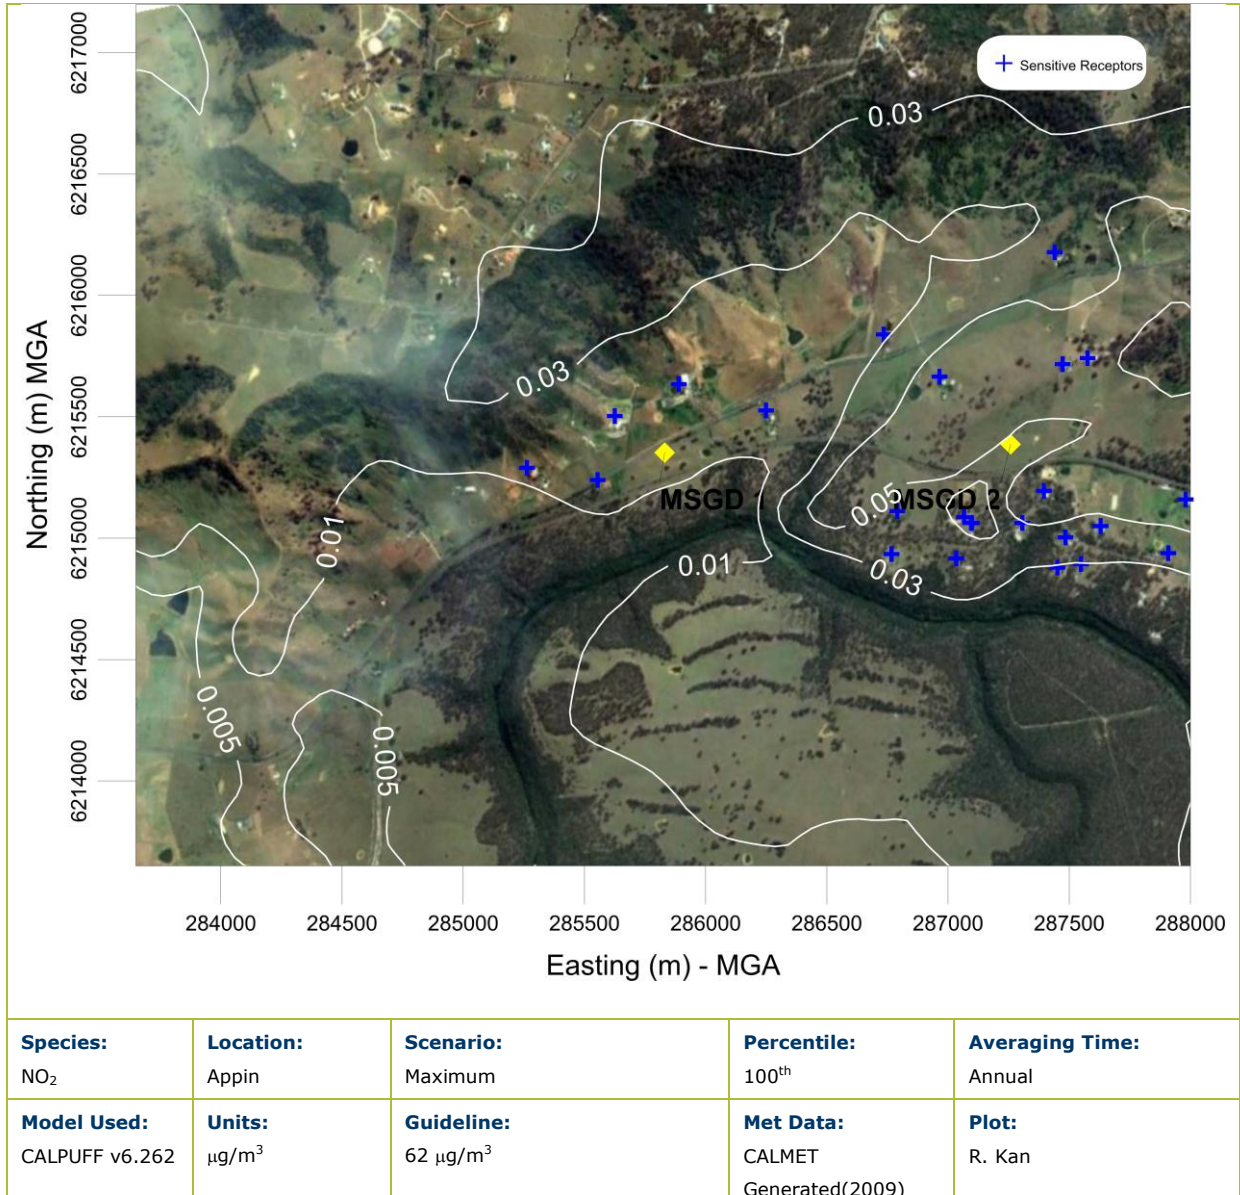 Sensitive Receptors
6217000
0.03
6216500
6216000
Northing (m) MGA
0.03
6215500
0.05
MSGD 1
MSGD 2
6215000
0.01
0.01
0.03
6214500
0.005
0.005
6214000
284000 284500 285000 285500 286000 286500 287000 287500 288000
Easting (m) - MGA
Species: Location: Scenario: Percentile: Averaging Time:
NO₂ Appin Maximum 100ᵗʰ Annual
Model Used: Units: Guideline: Met Data: Plot:
CALPUFF v6.262 μg/m³ 62 μg/m³ CALMET R. Kan
Generated(2009)